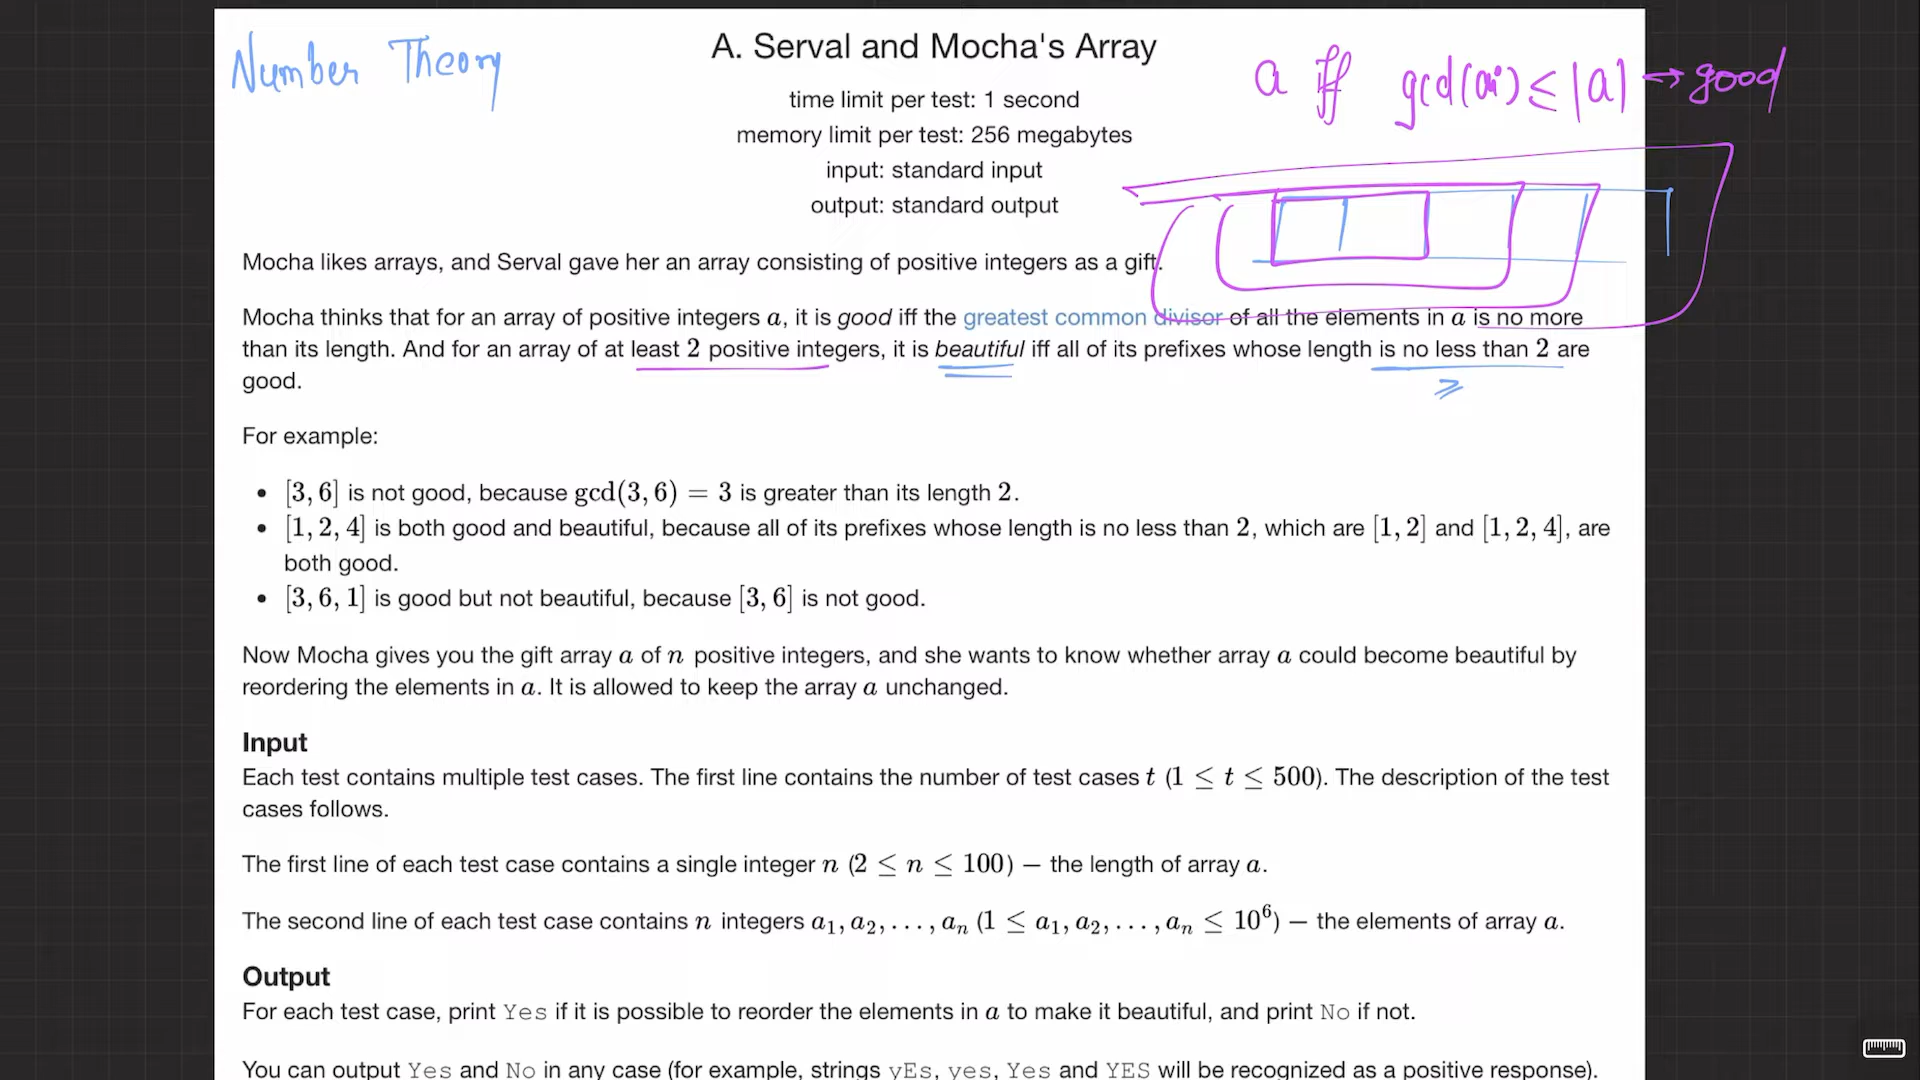 Number Theory
A. Serval and Mocha's Array
a iff gcd(ai) ≤ |a| ↔ good
time limit per test: 1 second
memory limit per test: 256 megabytes
input: standard input
output: standard output
Mocha likes arrays, and Serval gave her an array consisting of positive integers as a gift.
Mocha thinks that for an array of positive integers a, it is good iff the greatest common divisor of all the elements in a is no more
than its length. And for an array of at least 2 positive integers, it is beautiful iff all of its prefixes whose length is no less than 2 are
good.
≥
For example:
• [3, 6] is not good, because gcd(3, 6) = 3 is greater than its length 2.
• [1, 2, 4] is both good and beautiful, because all of its prefixes whose length is no less than 2, which are [1, 2] and [1, 2, 4], are
both good.
• [3, 6, 1] is good but not beautiful, because [3, 6] is not good.
Now Mocha gives you the gift array a of n positive integers, and she wants to know whether array a could become beautiful by
reordering the elements in a. It is allowed to keep the array a unchanged.
Input
Each test contains multiple test cases. The first line contains the number of test cases t (1 ≤ t ≤ 500). The description of the test
cases follows.
The first line of each test case contains a single integer n (2 ≤ n ≤ 100) — the length of array a.
The second line of each test case contains n integers a₁, a₂, . . . , aₙ (1 ≤ a₁, a₂, . . . , aₙ ≤ 10⁶) — the elements of array a.
Output
For each test case, print Yes if it is possible to reorder the elements in a to make it beautiful, and print No if not.
You can output Yes and No in any case (for example, strings yEs, yes, Yes and YES will be recognized as a positive response).